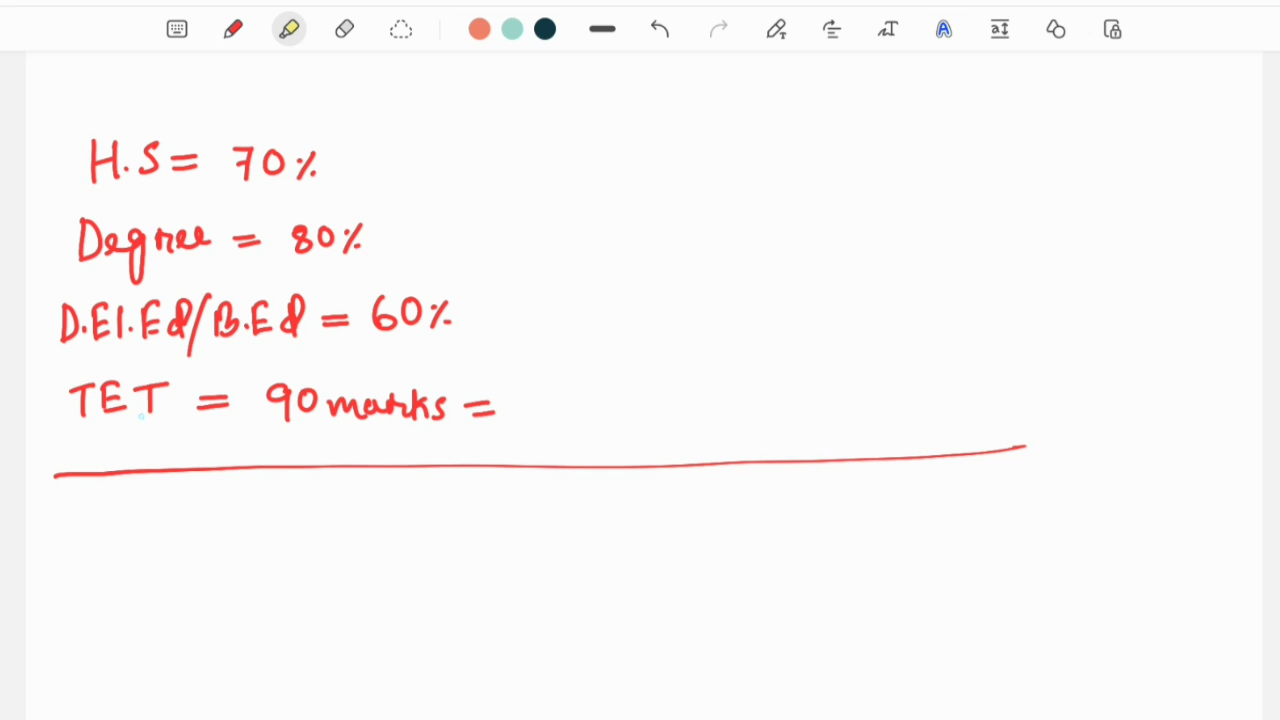 H.S = 70%
Degree = 80%
D.El.Ed/B.Ed = 60%
TET = 90 marks =